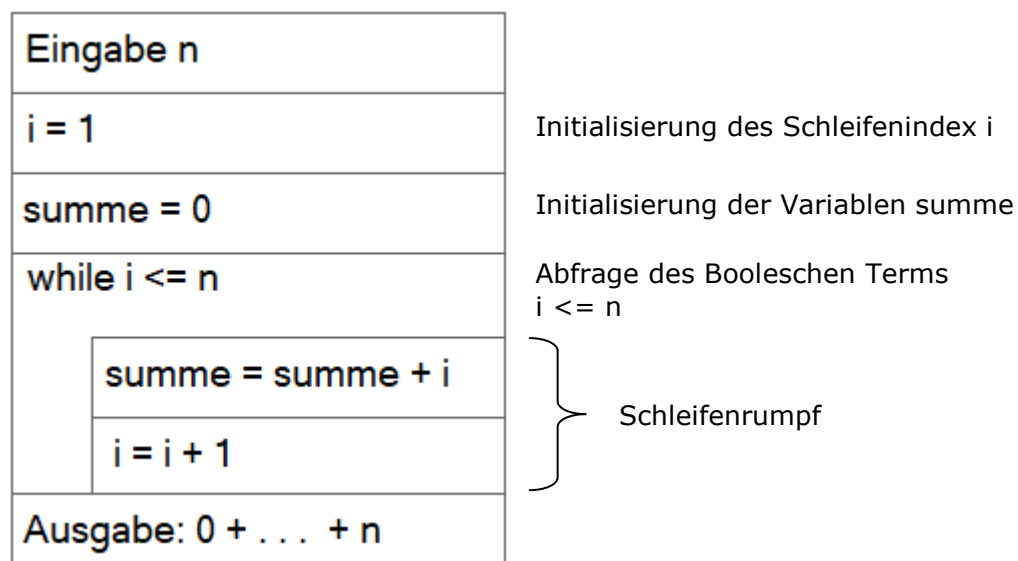 Eingabe n
i = 1
Initialisierung des Schleifenindex i
summe = 0
Initialisierung der Variablen summe
while i <= n
Abfrage des Booleschen Terms
i <= n
summe = summe + i
i = i + 1
Schleifenrumpf
Ausgabe: 0 + . . . + n